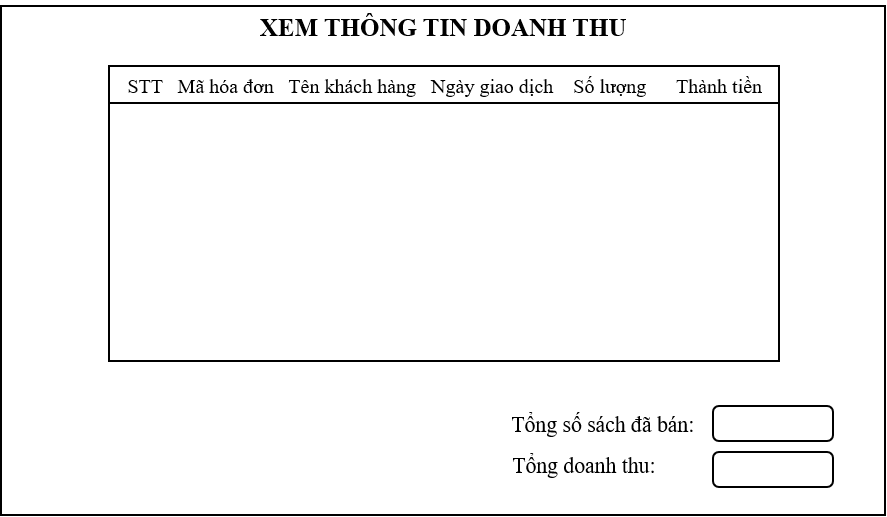 XEM THÔNG TIN DOANH THU
STT Mã hóa đơn Tên khách hàng Ngày giao dịch Số lượng Thành tiền
Tổng số sách đã bán:
Tổng doanh thu: